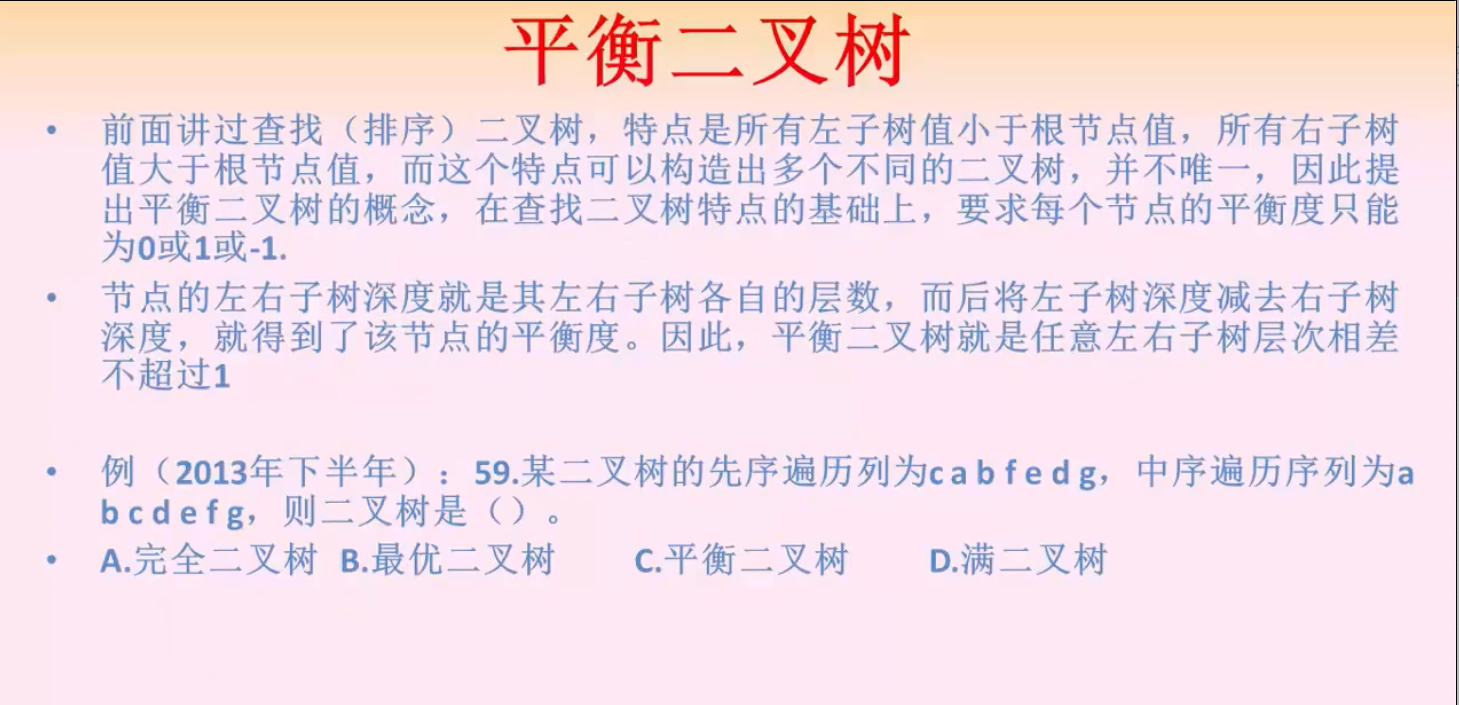 平衡二叉树
• 前面讲过查找（排序）二叉树，特点是所有左子树值小于根节点值，所有右子树
值大于根节点值，而这个特点可以构造出多个不同的二叉树，并不唯一，因此提
出平衡二叉树的概念，在查找二叉树特点的基础上，要求每个节点的平衡度只能
为0或1或-1.
• 节点的左右子树深度就是其左右子树各自的层数，而后将左子树深度减去右子树
深度，就得到了该节点的平衡度。因此，平衡二叉树就是任意左右子树层次相差
不超过1
• 例（2013年下半年）：59.某二叉树的先序遍历列为c a b f e d g，中序遍历序列为a
b c d e f g，则二叉树是（）。
• A.完全二叉树 B.最优二叉树 C.平衡二叉树 D.满二叉树